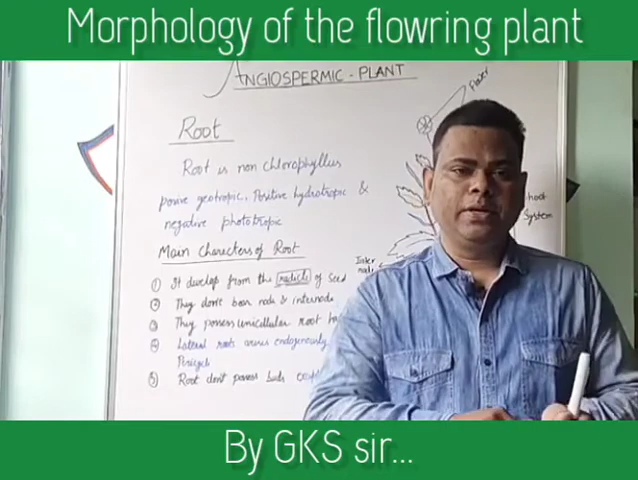 Morphology of the flowring plant
ANGIOSPERMIC - PLANT
Flower
Root
Root is non chlorophyllus
posive geotropic, Positive hydrotropic &
negative phototropic
Shoot
System
Main Characters of Root
Inter
node
① It develop from the radicle of Seed
② They don't bear node & internode
③ They possess unicellular root
④ Lateral roots arises endogenously
⑤ Root don't possess buds
By GKS sir...